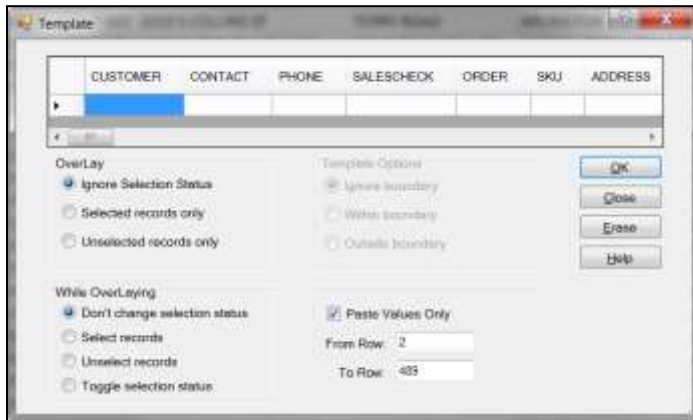 Template
CUSTOMER CONTACT PHONE SALESCHECK ORDER SKU ADDRESS
OverLay
Ignore Selection Status
Selected records only
Unselected records only
Template Options
Ignore boundary
Within boundary
Outside boundary
OK
Close
Erase
Help
While OverLaying
Don't change selection status
Select records
Unselect records
Toggle selection status
Paste Values Only
From Row: 2
To Row: 489